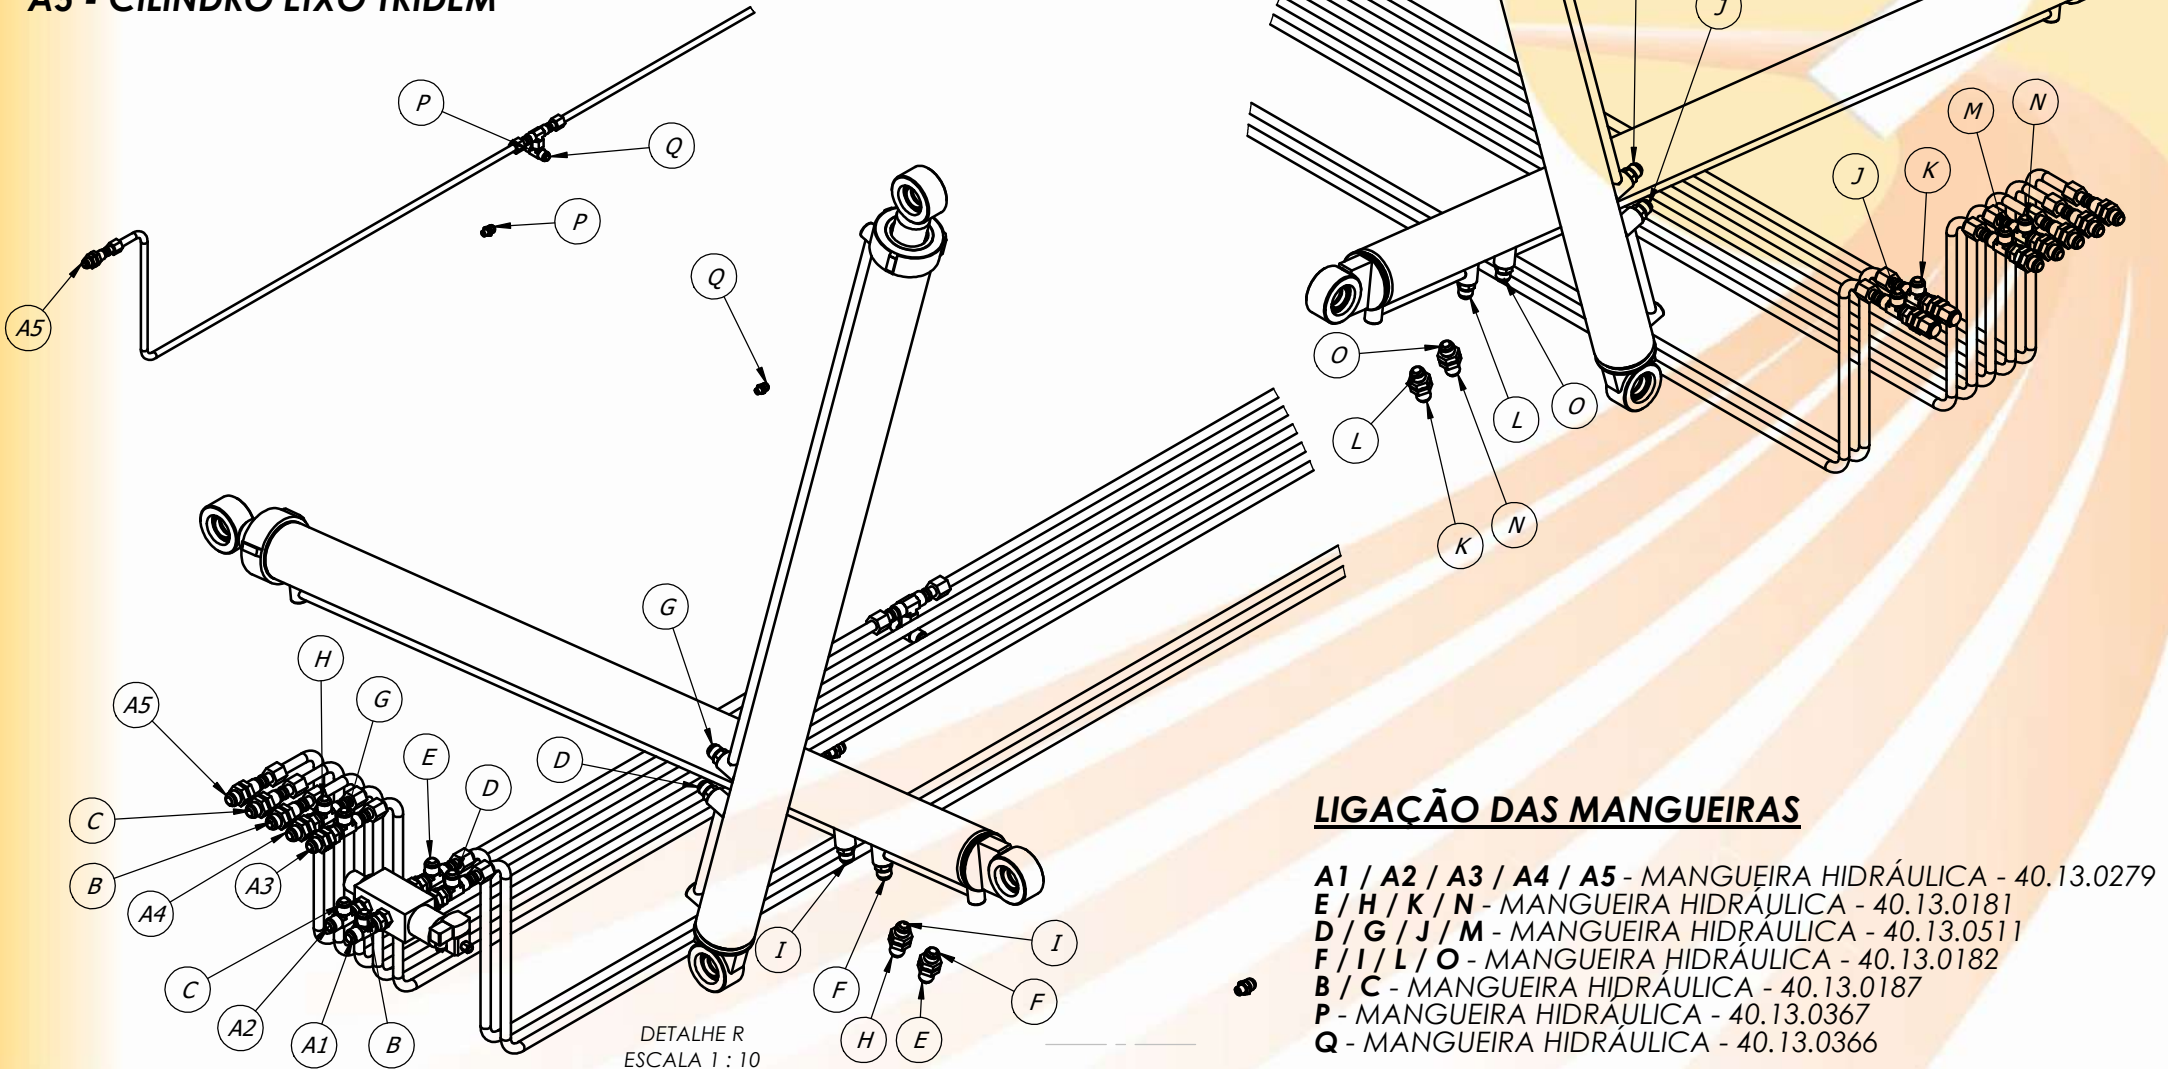 A5 - CILINDRO EIXO TRIDEM
J
P
Q
M
N
J
K
P
Q
A5
O
L
L
O
N
K
G
H
G
A5
E
D
D
C
B
A3
A4
I
F
I
F
C
A2
A1
B
H
E
DETALHE R
ESCALA 1 : 10
LIGAÇÃO DAS MANGUEIRAS
A1 / A2 / A3 / A4 / A5 - MANGUEIRA HIDRÁULICA - 40.13.0279
E / H / K / N - MANGUEIRA HIDRÁULICA - 40.13.0181
D / G / J / M - MANGUEIRA HIDRÁULICA - 40.13.0511
F / I / L / O - MANGUEIRA HIDRÁULICA - 40.13.0182
B / C - MANGUEIRA HIDRÁULICA - 40.13.0187
P - MANGUEIRA HIDRÁULICA - 40.13.0367
Q - MANGUEIRA HIDRÁULICA - 40.13.0366